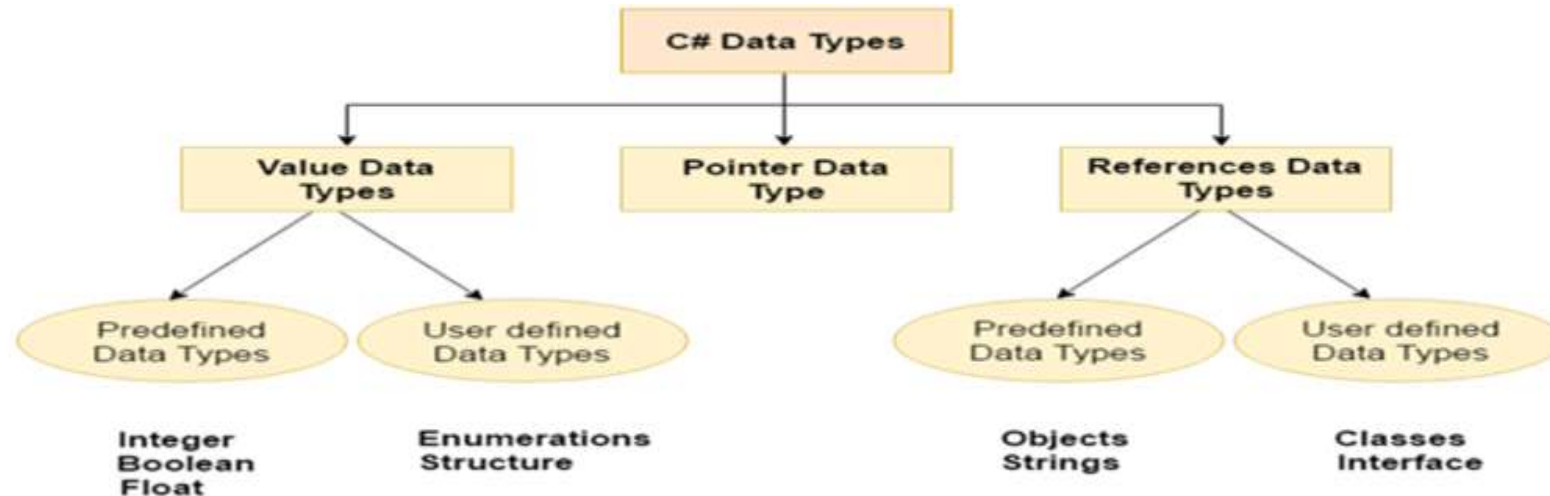 C# Data Types
Value Data
Types
Pointer Data
Type
References Data
Types
Predefined
Data Types
User defined
Data Types
Predefined
Data Types
User defined
Data Types
Integer
Boolean
Float
Enumerations
Structure
Objects
Strings
Classes
Interface